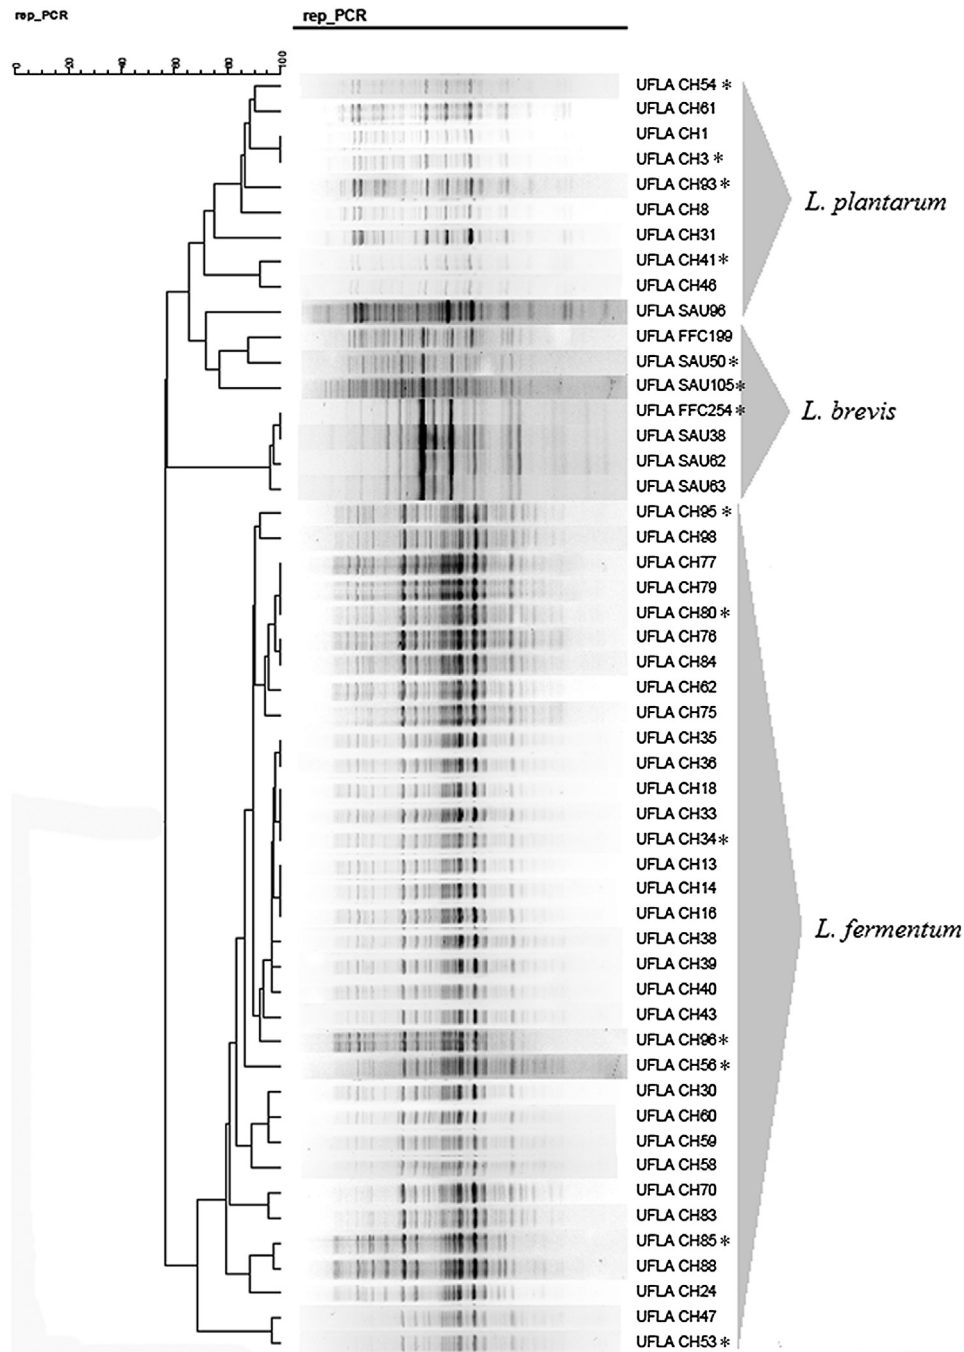 rep_PCR
rep_PCR
0 20 40 60 80 100
UFLA CH54 *
UFLA CH61
UFLA CH1
UFLA CH3 *
UFLA CH93 *
L. plantarum
UFLA CH8
UFLA CH31
UFLA CH41 *
UFLA CH46
UFLA SAU96
UFLA FFC199
UFLA SAU50 *
UFLA SAU105 *
UFLA FFC254 *
L. brevis
UFLA SAU38
UFLA SAU62
UFLA SAU63
UFLA CH95 *
UFLA CH98
UFLA CH77
UFLA CH79
UFLA CH80 *
UFLA CH76
UFLA CH84
UFLA CH62
UFLA CH75
UFLA CH35
UFLA CH36
UFLA CH18
UFLA CH33
UFLA CH34 *
UFLA CH13
UFLA CH14
UFLA CH16
L. fermentum
UFLA CH38
UFLA CH39
UFLA CH40
UFLA CH43
UFLA CH96 *
UFLA CH56 *
UFLA CH30
UFLA CH60
UFLA CH59
UFLA CH58
UFLA CH70
UFLA CH83
UFLA CH85 *
UFLA CH88
UFLA CH24
UFLA CH47
UFLA CH53 *